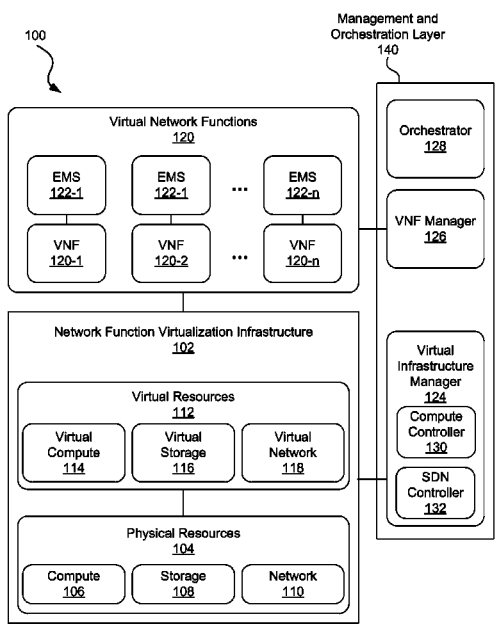 Management and
Orchestration Layer
140
100
Virtual Network Functions
120
EMS
122-1
EMS
122-1
...
EMS
122-n
VNF
120-1
VNF
120-2
...
VNF
120-n
Orchestrator
128
VNF Manager
126
Network Function Virtualization Infrastructure
102
Virtual Resources
112
Virtual
Compute
114
Virtual
Storage
116
Virtual
Network
118
Physical Resources
104
Compute
106
Storage
108
Network
110
Virtual
Infrastructure
Manager
124
Compute
Controller
130
SDN
Controller
132